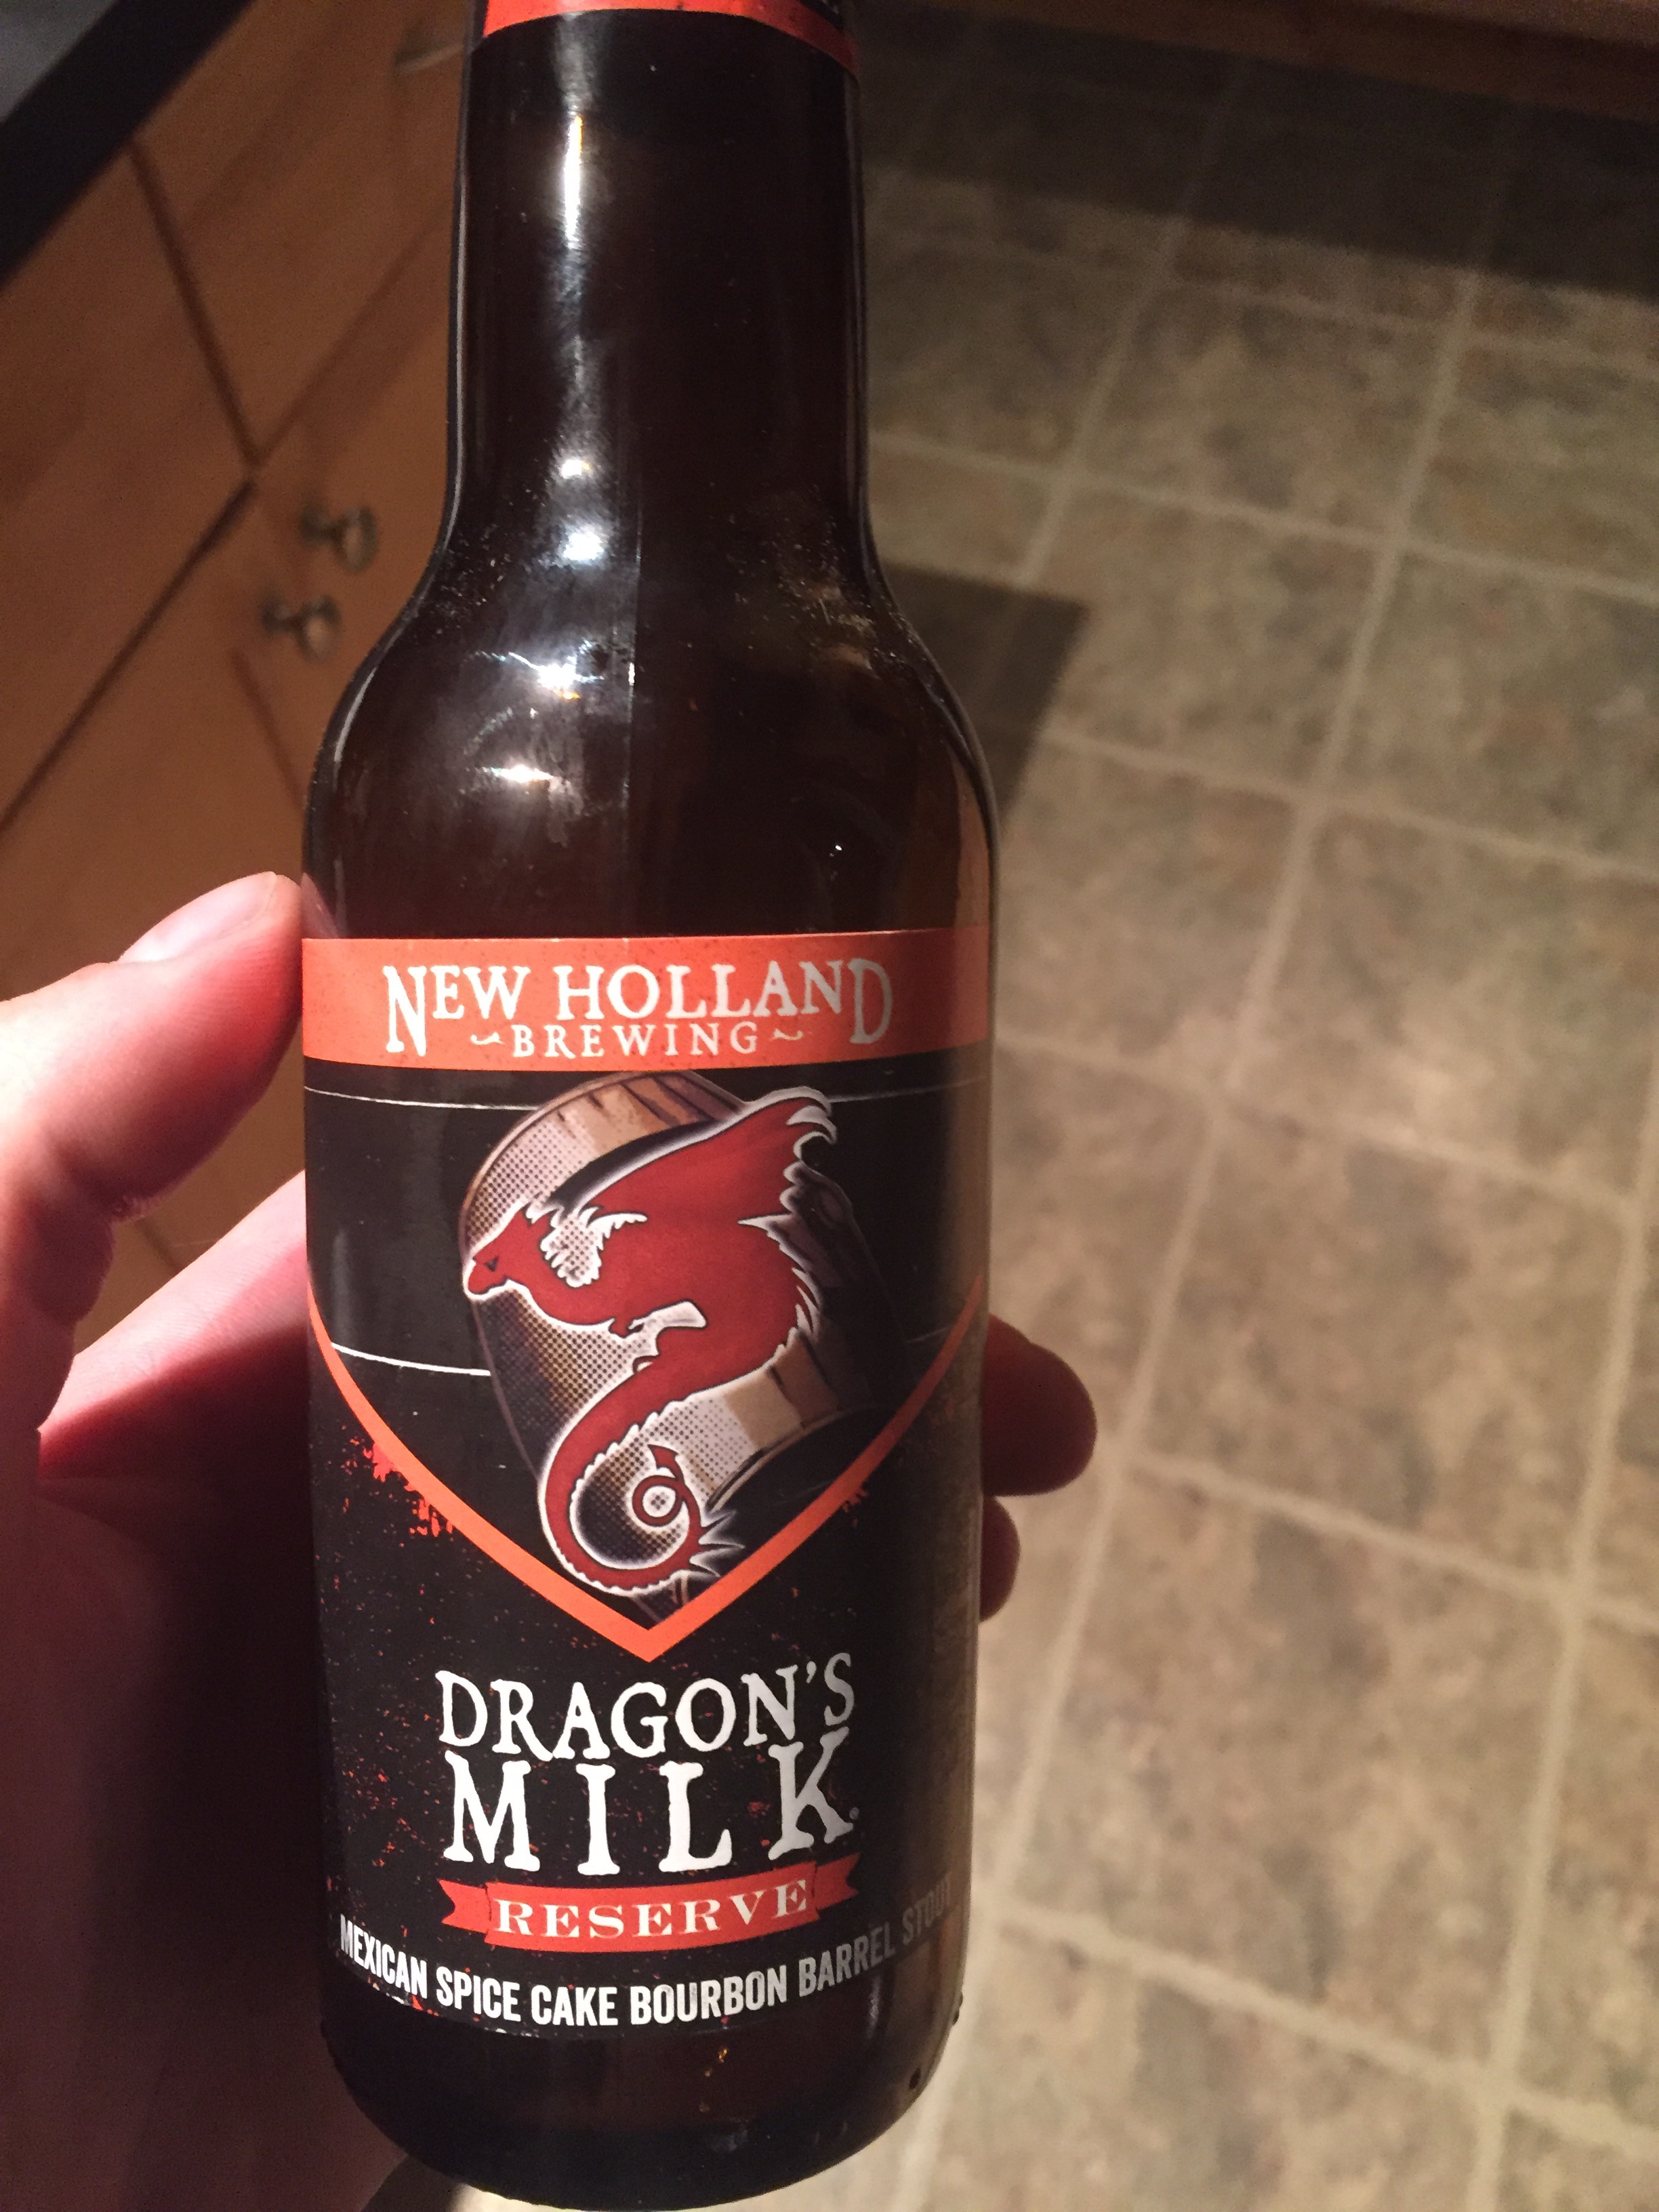 NEW HOLLAND
~BREWING~
DRAGON'S
MILK®
RESERVE
MEXICAN SPICE CAKE BOURBON BARREL STOUT